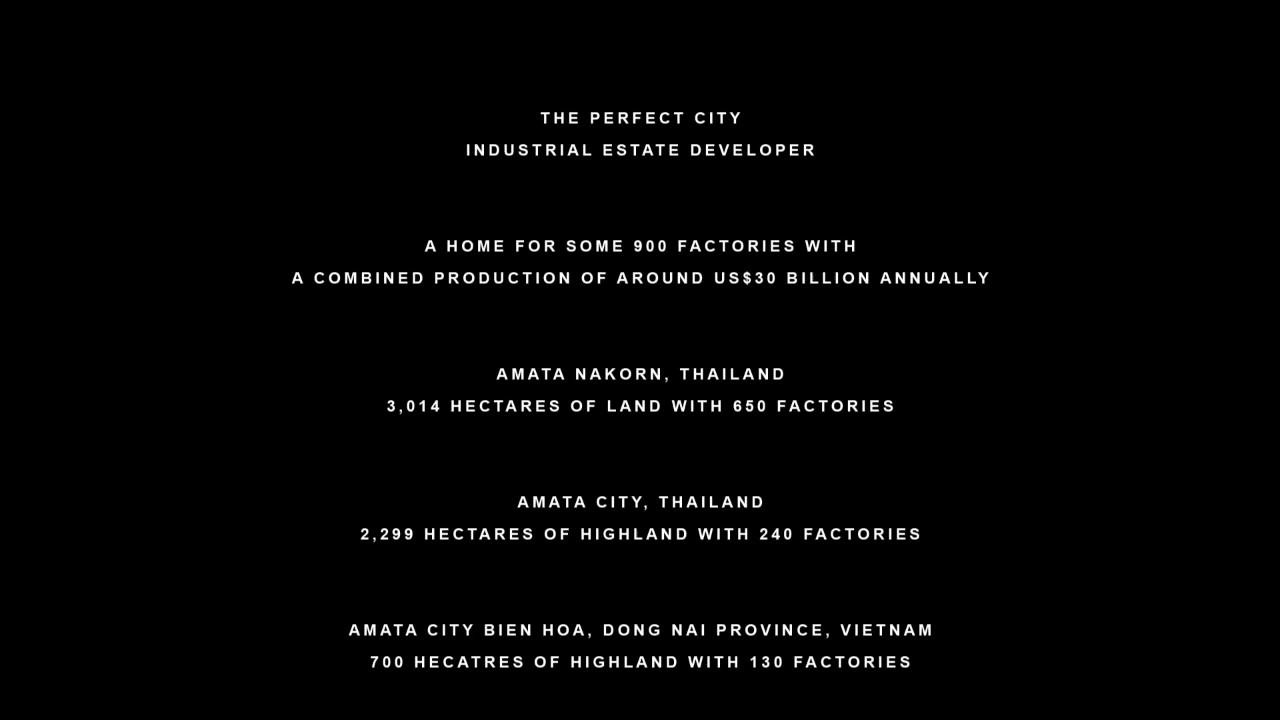 THE PERFECT CITY
INDUSTRIAL ESTATE DEVELOPER
A HOME FOR SOME 900 FACTORIES WITH
A COMBINED PRODUCTION OF AROUND US$30 BILLION ANNUALLY
AMATA NAKORN, THAILAND
3,014 HECTARES OF LAND WITH 650 FACTORIES
AMATA CITY, THAILAND
2,299 HECTARES OF HIGHLAND WITH 240 FACTORIES
AMATA CITY BIEN HOA, DONG NAI PROVINCE, VIETNAM
700 HECATRES OF HIGHLAND WITH 130 FACTORIES